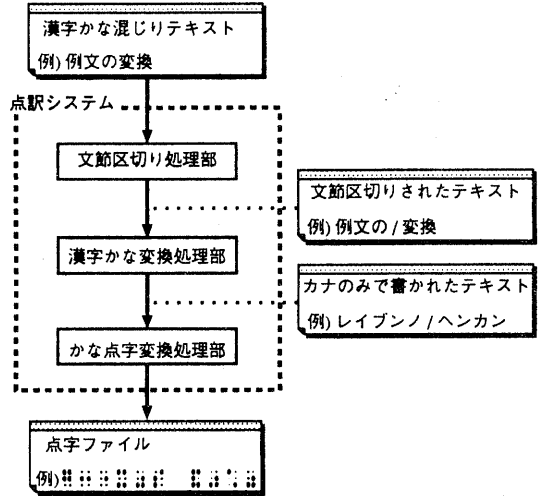 漢字かな混じりテキスト
例) 例文の変換
点訳システム
文節区切り処理部
文節区切りされたテキスト
例) 例文の / 変換
漢字かな変換処理部
カナのみで書かれたテキスト
例) レイブンノ / ヘンカン
かな点字変換処理部
点字ファイル
例)